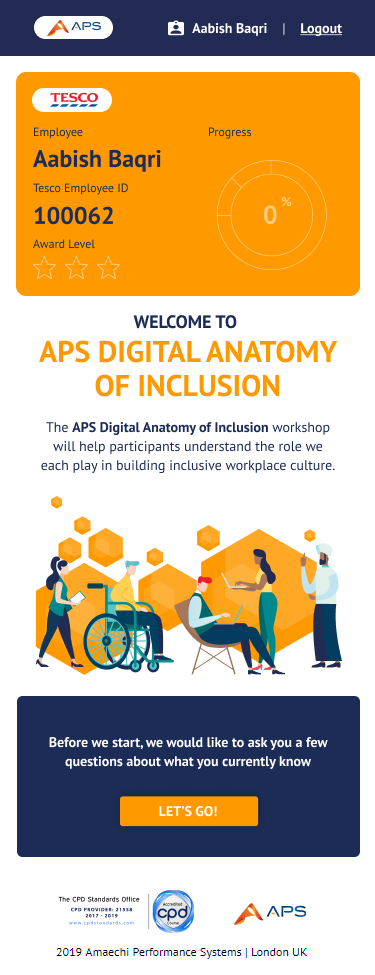 APS
Aabish Baqri | Logout
TESCO
Employee
Progress
Aabish Baqri
Tesco Employee ID
100062
0 %
Award Level
WELCOME TO
APS DIGITAL ANATOMY
OF INCLUSION
The APS Digital Anatomy of Inclusion workshop
will help participants understand the role we
each play in building inclusive workplace culture.
Before we start, we would like to ask you a few
questions about what you currently know
LET'S GO!
The CPD Standards Office
CPD PROVIDER: 21558
2017 - 2019
www.cpdstandards.com
Accredited
cpd
Course
APS
2019 Amaechi Performance Systems | London UK